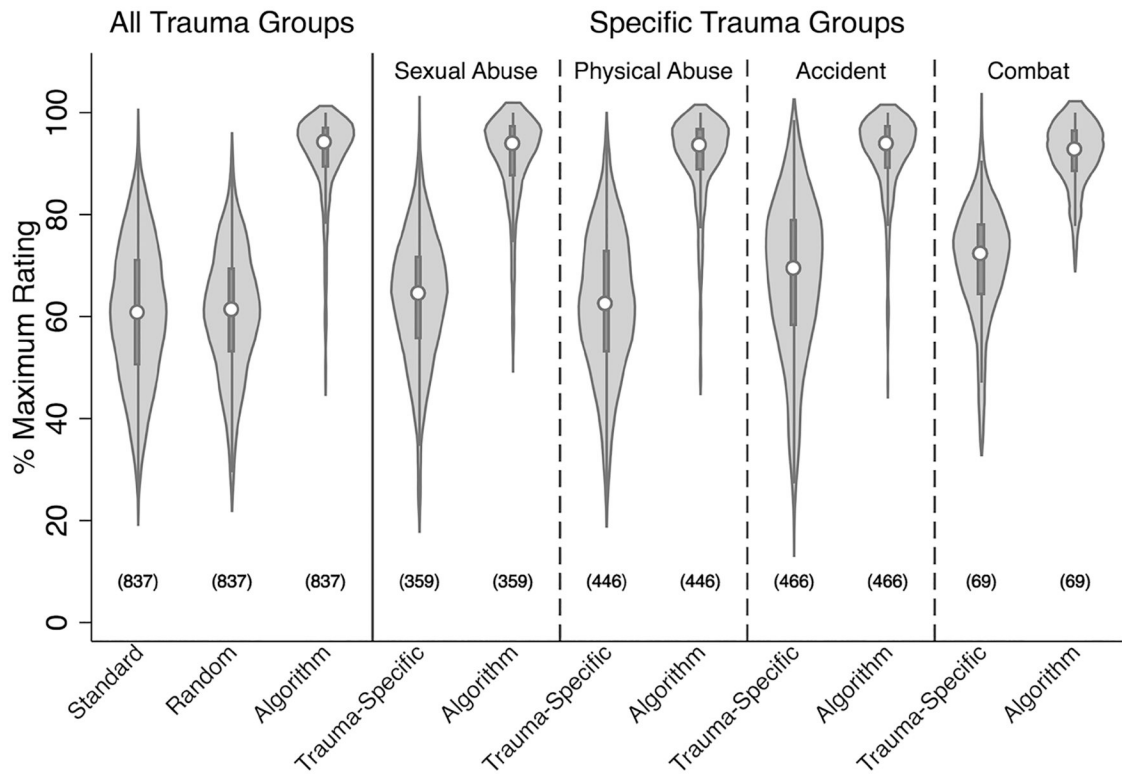 All Trauma Groups
Specific Trauma Groups
Sexual Abuse
Physical Abuse
Accident
Combat
% Maximum Rating
100
80
60
40
20
0
(837)
(837)
(837)
(359)
(359)
(446)
(446)
(466)
(466)
(69)
(69)
Standard
Random
Algorithm
Trauma-Specific
Algorithm
Trauma-Specific
Algorithm
Trauma-Specific
Algorithm
Trauma-Specific
Algorithm